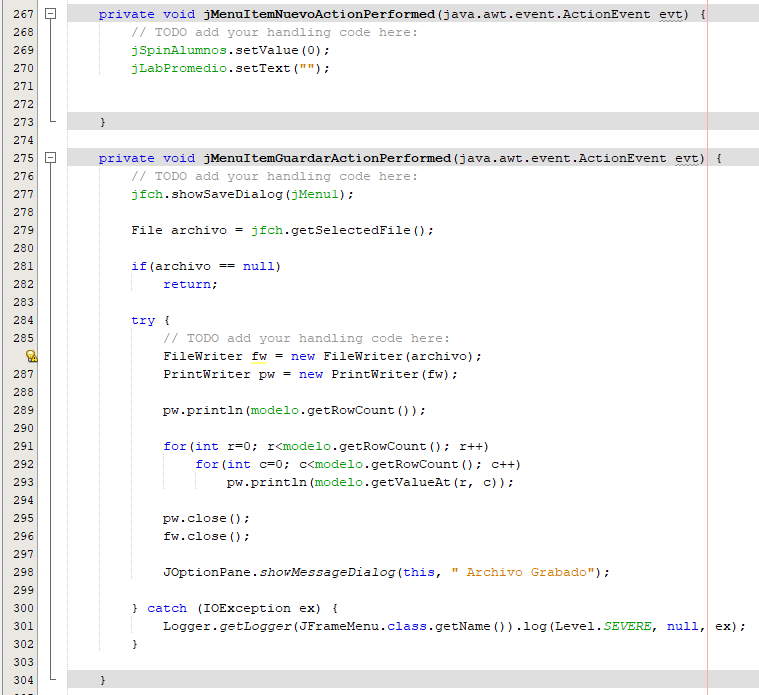 267 private void jMenuItemNuevoActionPerformed(java.awt.event.ActionEvent evt) {
268 // TODO add your handling code here:
269 jSpinAlumnos.setValue(0);
270 jLabPromedio.setText("");
271
272
273 }
274
275 private void jMenuItemGuardarActionPerformed(java.awt.event.ActionEvent evt) {
276 // TODO add your handling code here:
277 jfch.showSaveDialog(jMenu1);
278
279 File archivo = jfch.getSelectedFile();
280
281 if(archivo == null)
282 return;
283
284 try {
285 // TODO add your handling code here:
FileWriter fw = new FileWriter(archivo);
287 PrintWriter pw = new PrintWriter(fw);
288
289 pw.println(modelo.getRowCount());
290
291 for(int r=0; r<modelo.getRowCount(); r++)
292 for(int c=0; c<modelo.getRowCount(); c++)
293 pw.println(modelo.getValueAt(r, c));
294
295 pw.close();
296 fw.close();
297
298 JOptionPane.showMessageDialog(this, " Archivo Grabado");
299
300 } catch (IOException ex) {
301 Logger.getLogger(JFrameMenu.class.getName()).log(Level.SEVERE, null, ex);
302 }
303
304 }